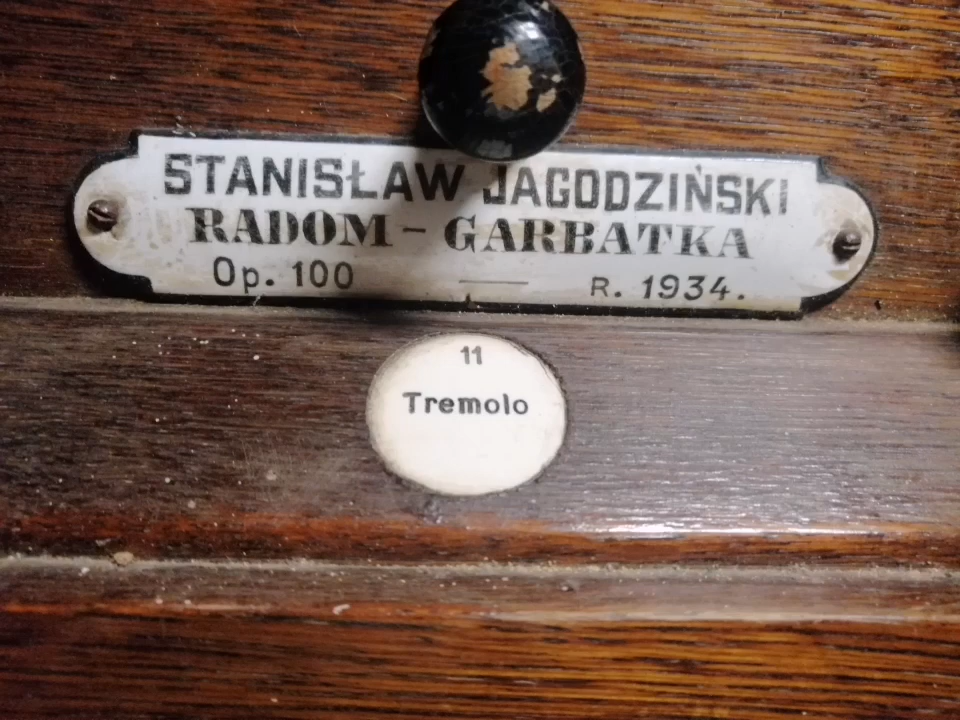 STANISŁAW JAGODZIŃSKI
RADOM - GARBATKA
Op. 100 — R. 1934.
11
Tremolo